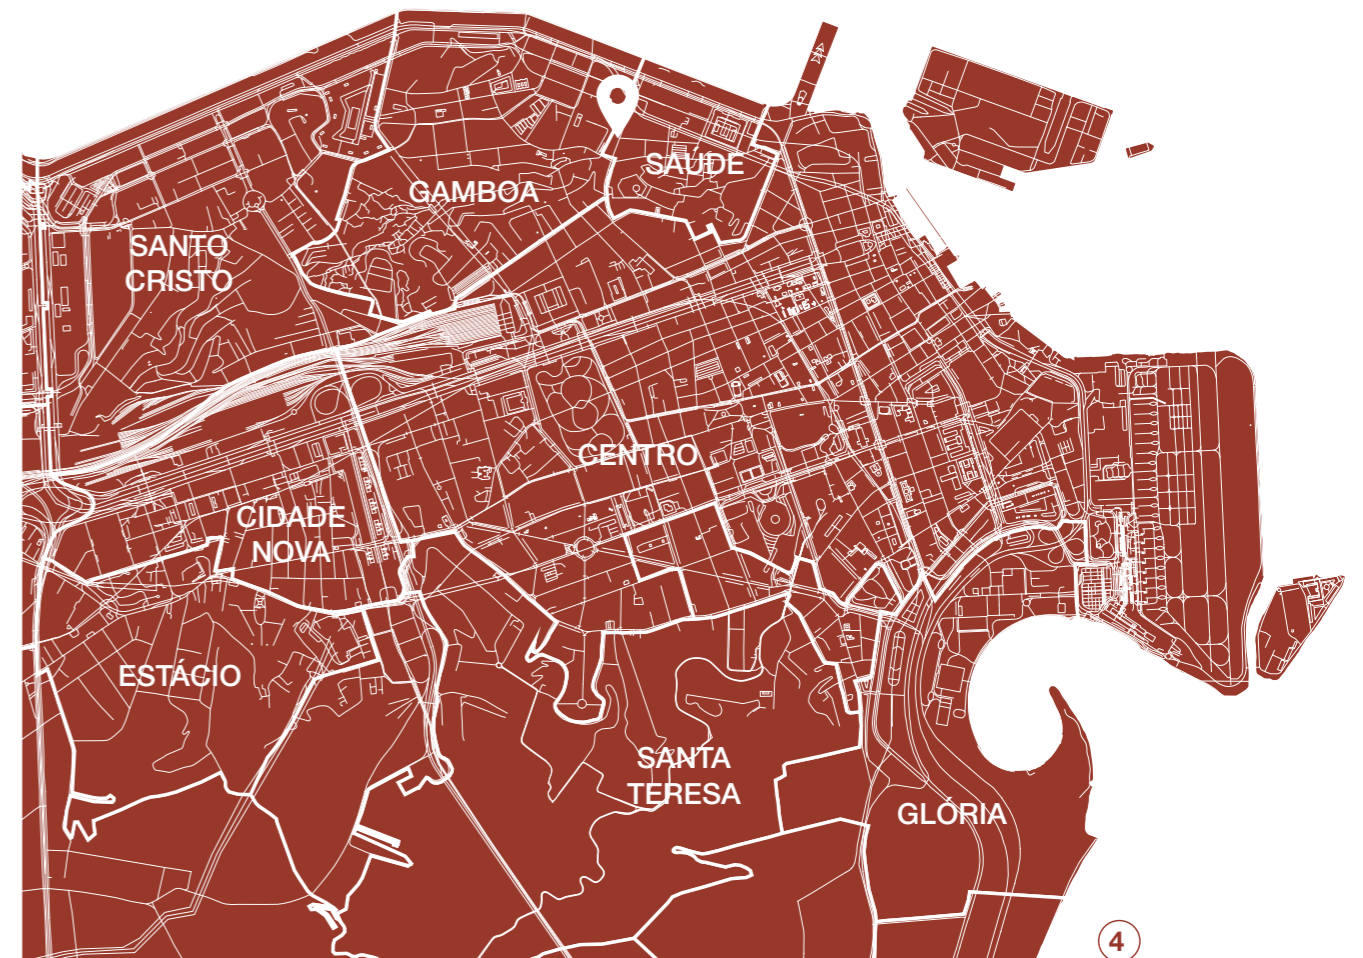 SAÚDE
GAMBOA
SANTO
CRISTO
CENTRO
CIDADE
NOVA
ESTÁCIO
SANTA
TERESA
GLÓRIA
4